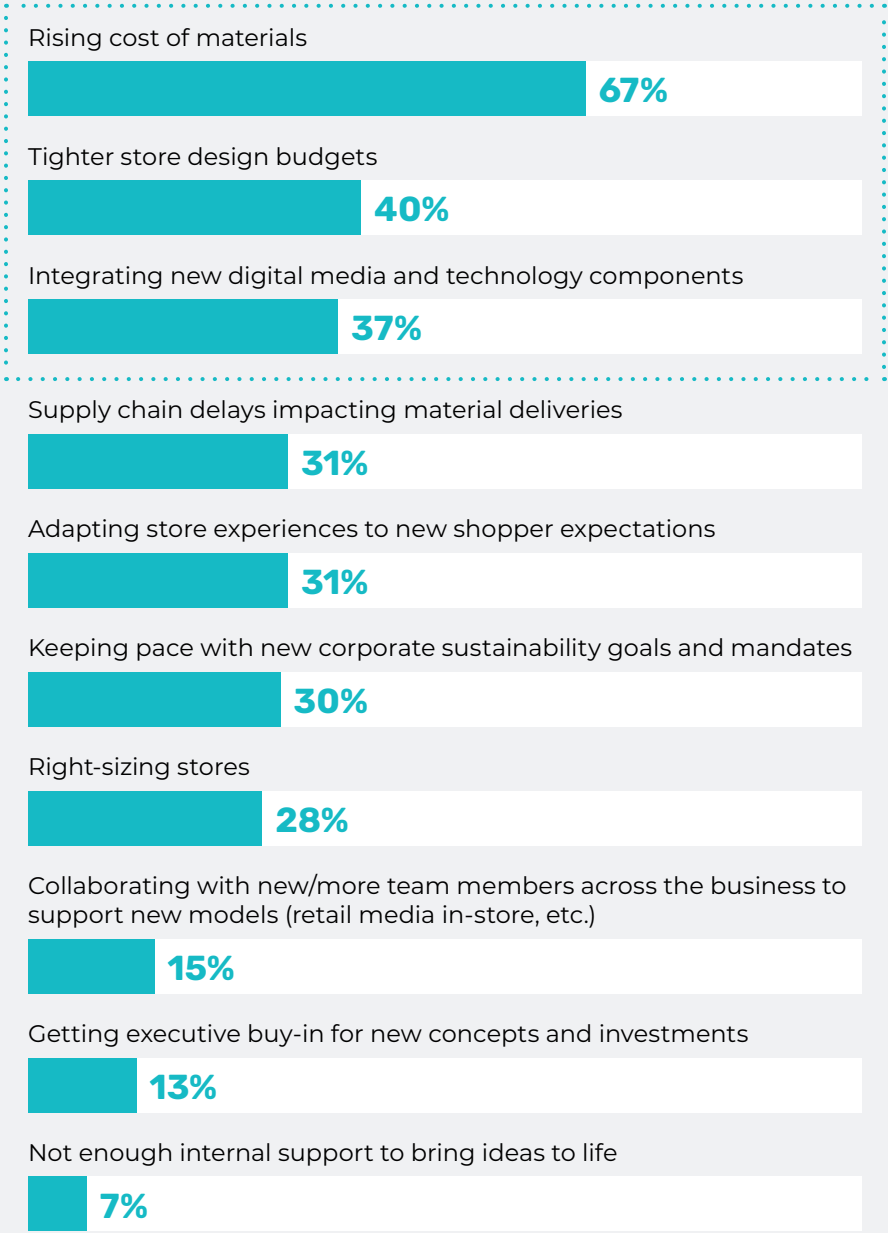 Rising cost of materials
67%
Tighter store design budgets
40%
Integrating new digital media and technology components
37%
Supply chain delays impacting material deliveries
31%
Adapting store experiences to new shopper expectations
31%
Keeping pace with new corporate sustainability goals and mandates
30%
Right-sizing stores
28%
Collaborating with new/more team members across the business to
support new models (retail media in-store, etc.)
15%
Getting executive buy-in for new concepts and investments
13%
Not enough internal support to bring ideas to life
7%